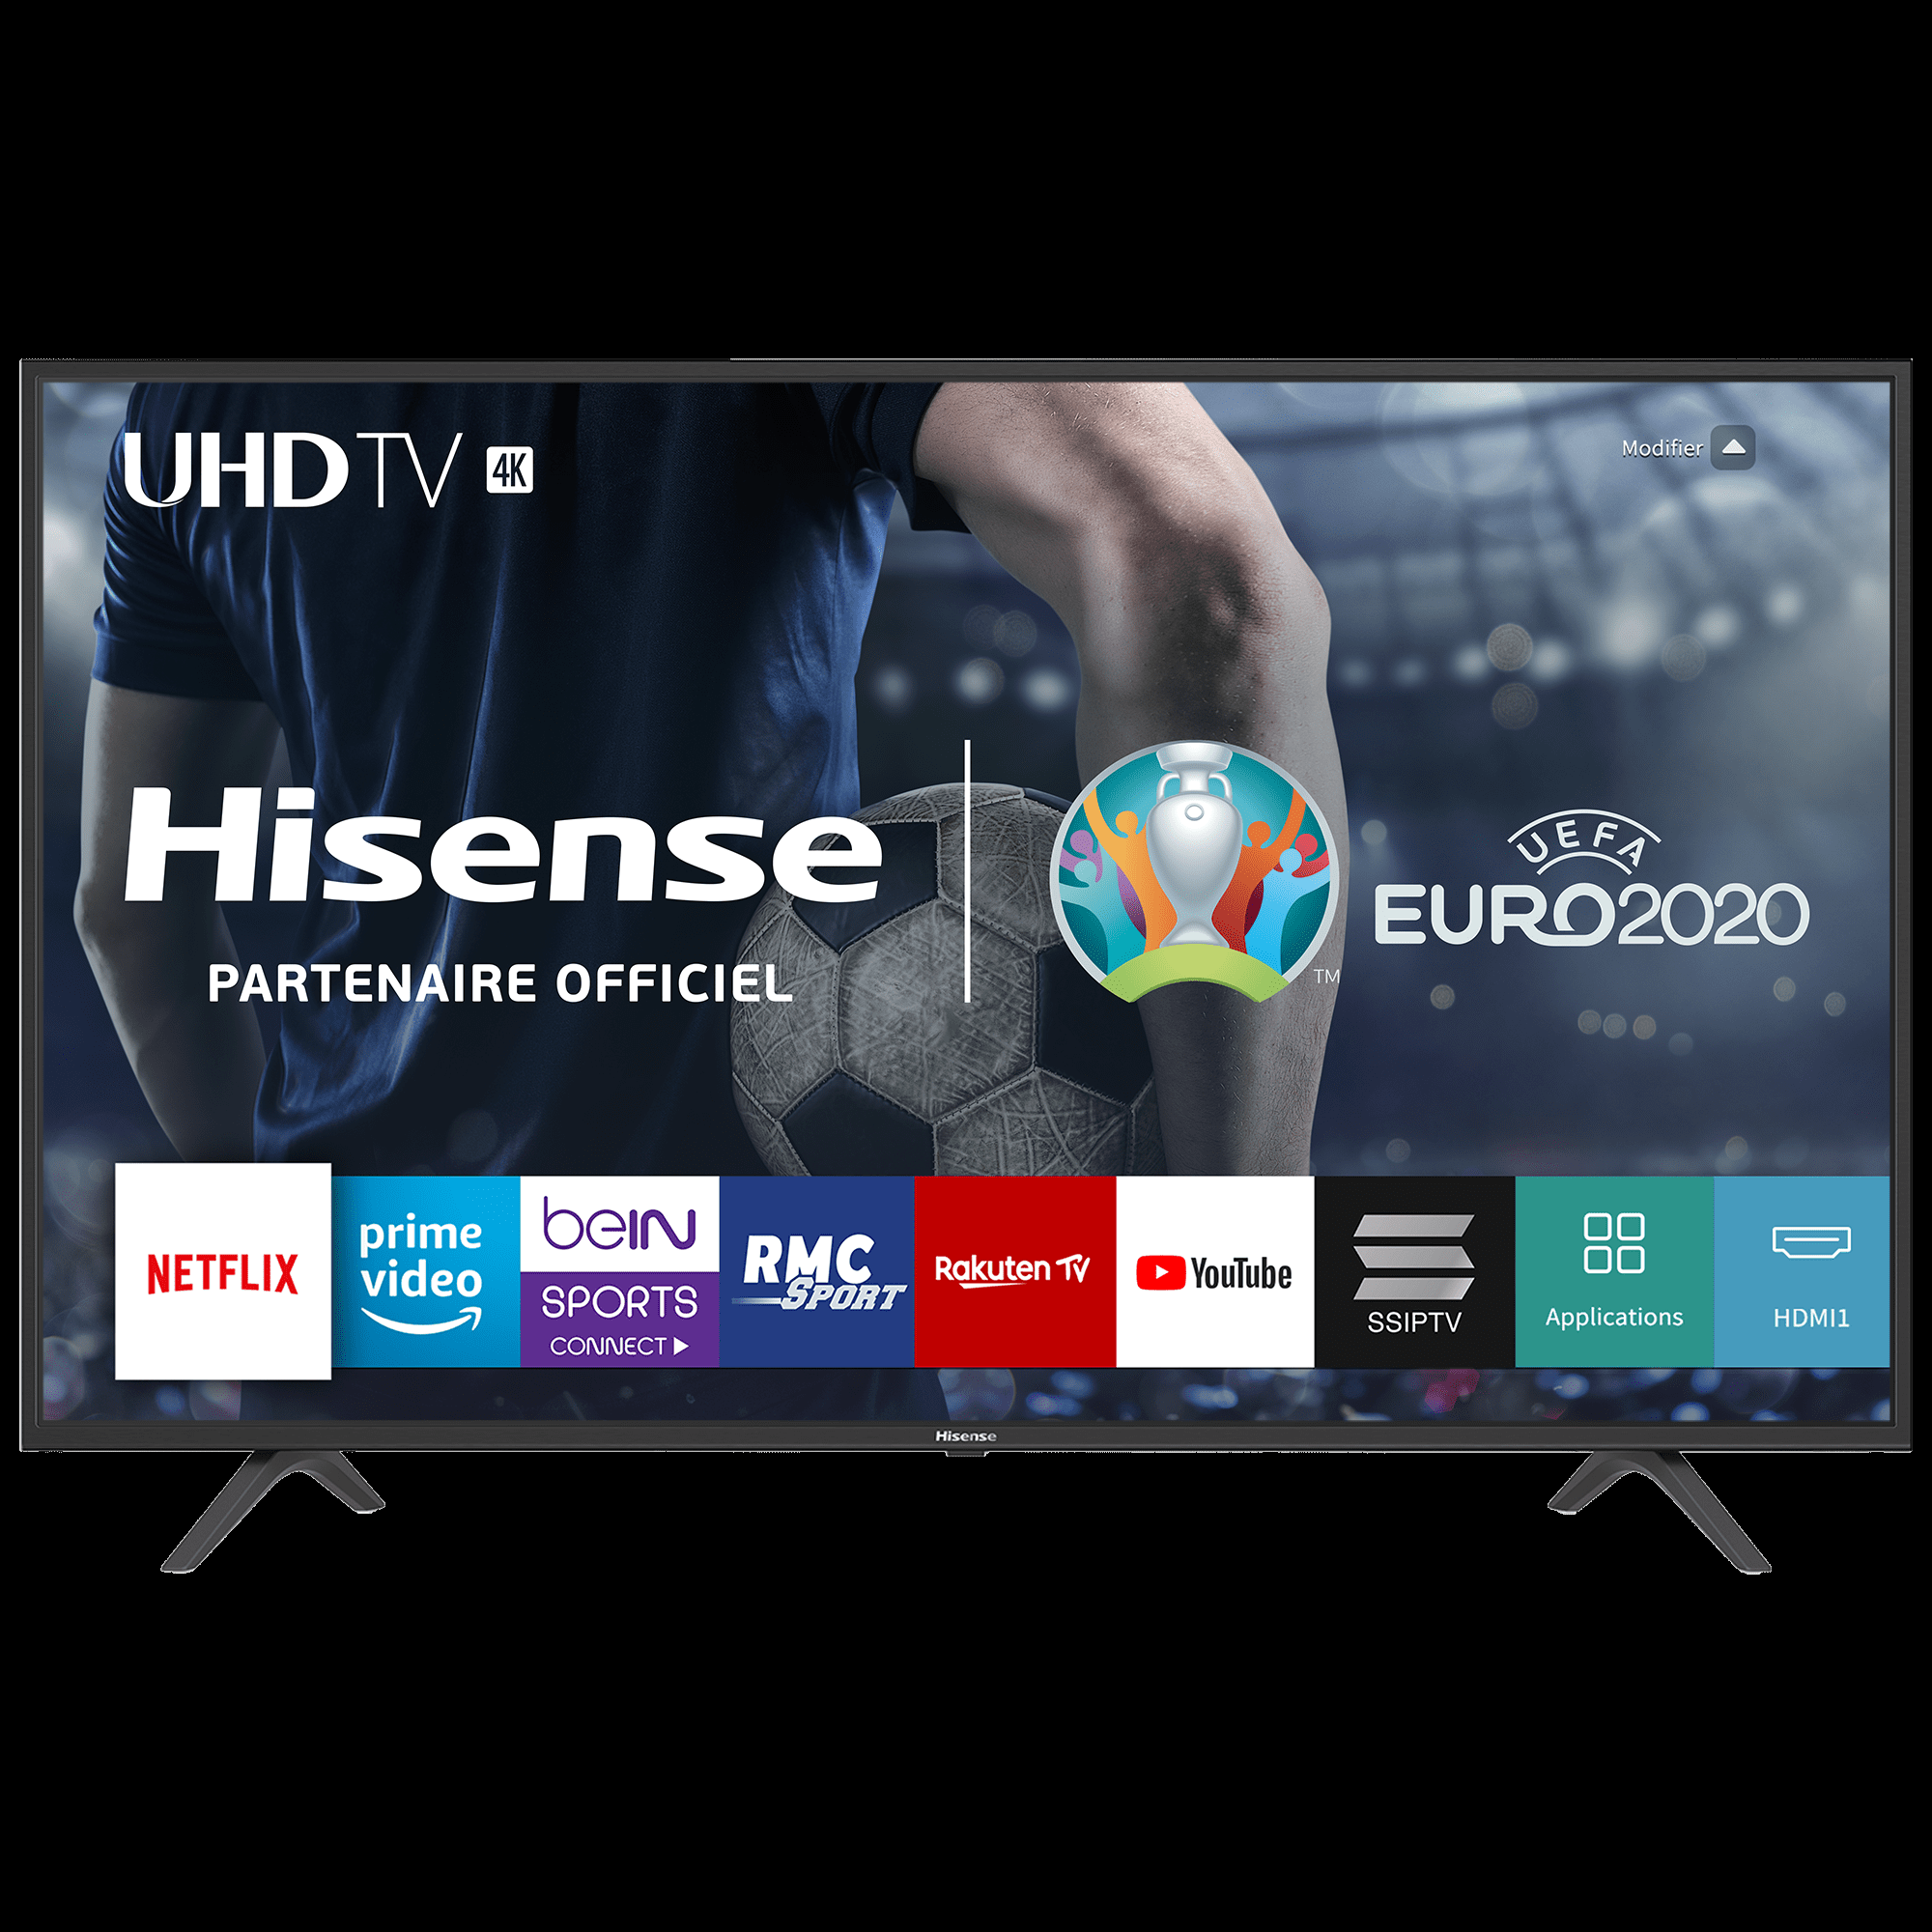 UHD TV 4K
Modifier
Hisense
PARTENAIRE OFFICIEL
UEFA
EURO2020
TM
NETFLIX
prime
video
beIN
SPORTS
CONNECT
RMC
SPORT
Rakuten TV
YouTube
SSIPTV
Applications
HDMI1
Hisense